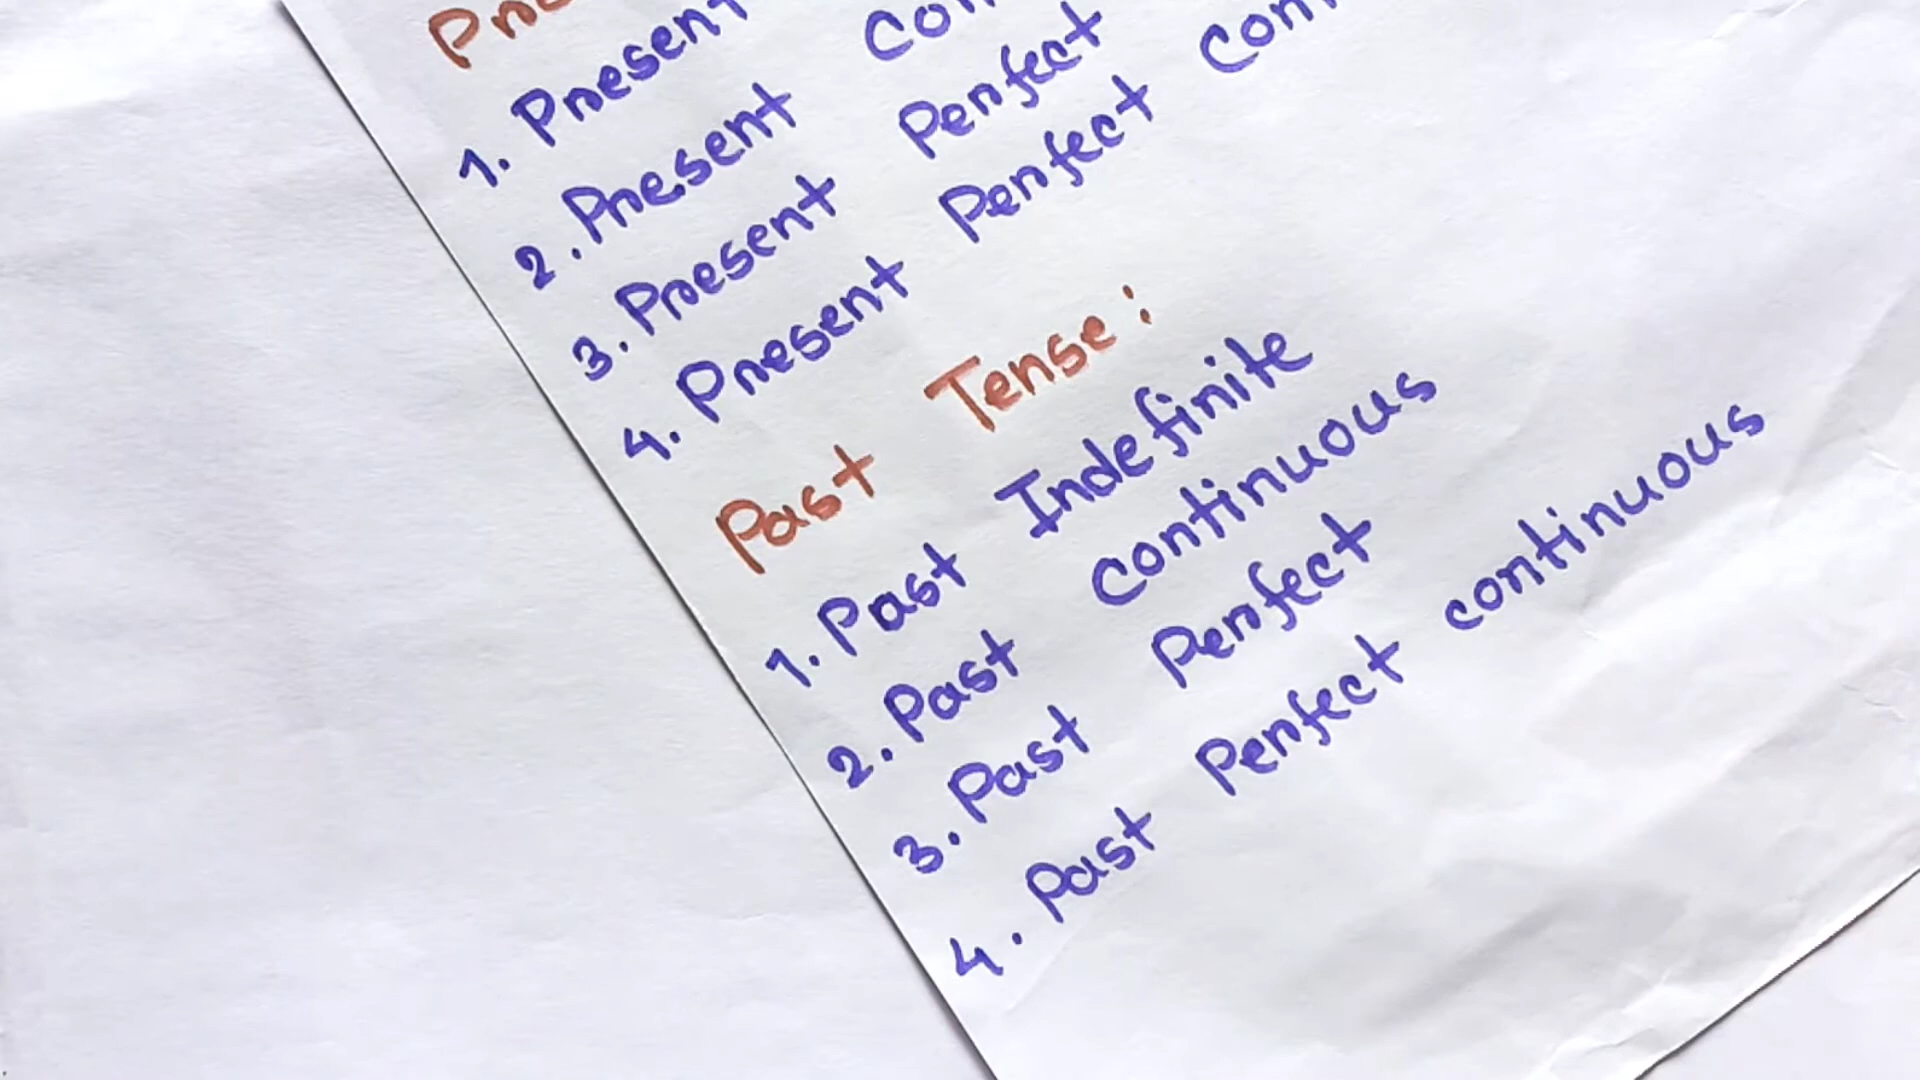 1. Present
2. Present
3. Present Perfect
4. Present Perfect
Past Tense:
1. Past Indefinite
2. Past Continuous
3. Past Perfect
4. Past Perfect continuous